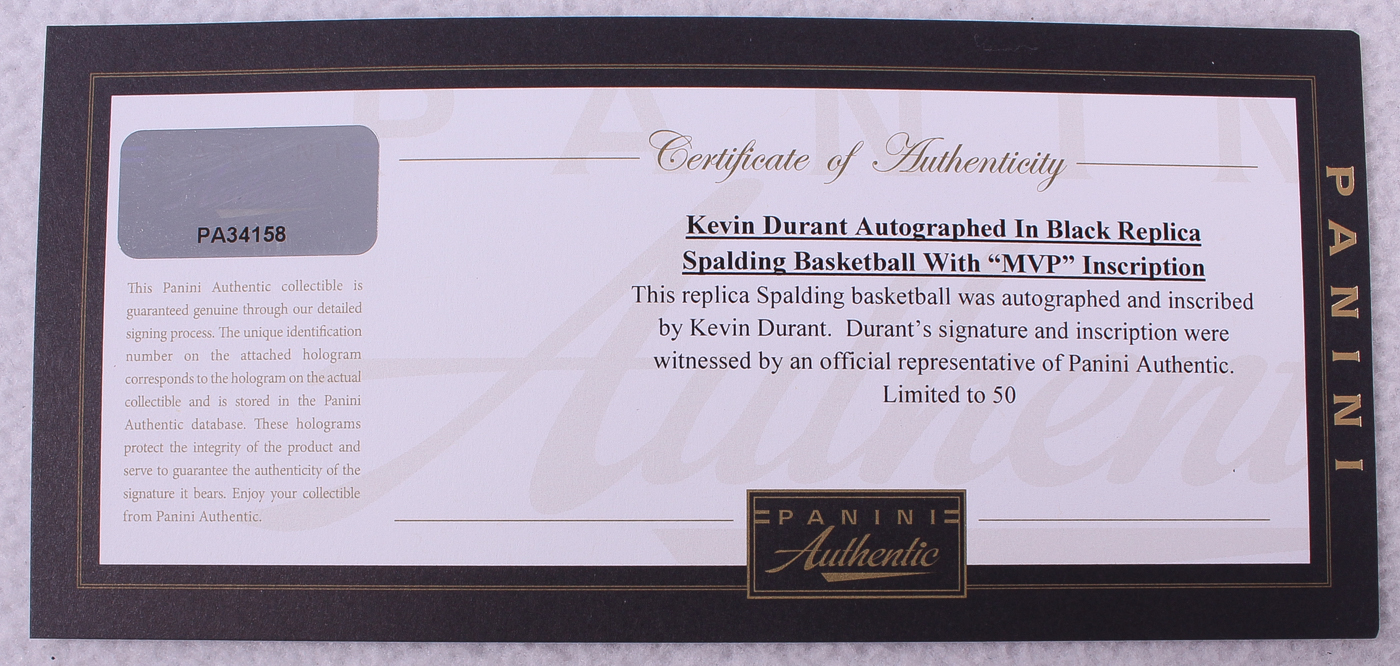 PANIN
Certificate of Authenticity
PA34158
Kevin Durant Autographed In Black Replica
Spalding Basketball With “MVP” Inscription
This replica Spalding basketball was autographed and inscribed
by Kevin Durant.  Durant’s signature and inscription were
witnessed by an official representative of Panini Authentic.
Limited to 50
This Panini Authentic collectible is
guaranteed genuine through our detailed
signing process. The unique identification
number on the attached hologram
corresponds to the hologram on the actual
collectible and is stored in the Panini
Authentic database. These holograms
protect the integrity of the product and
serve to guarantee the authenticity of the
signature it bears. Enjoy your collectible
from Panini Authentic.
Authenti
PANINI
Authentic
PANINI